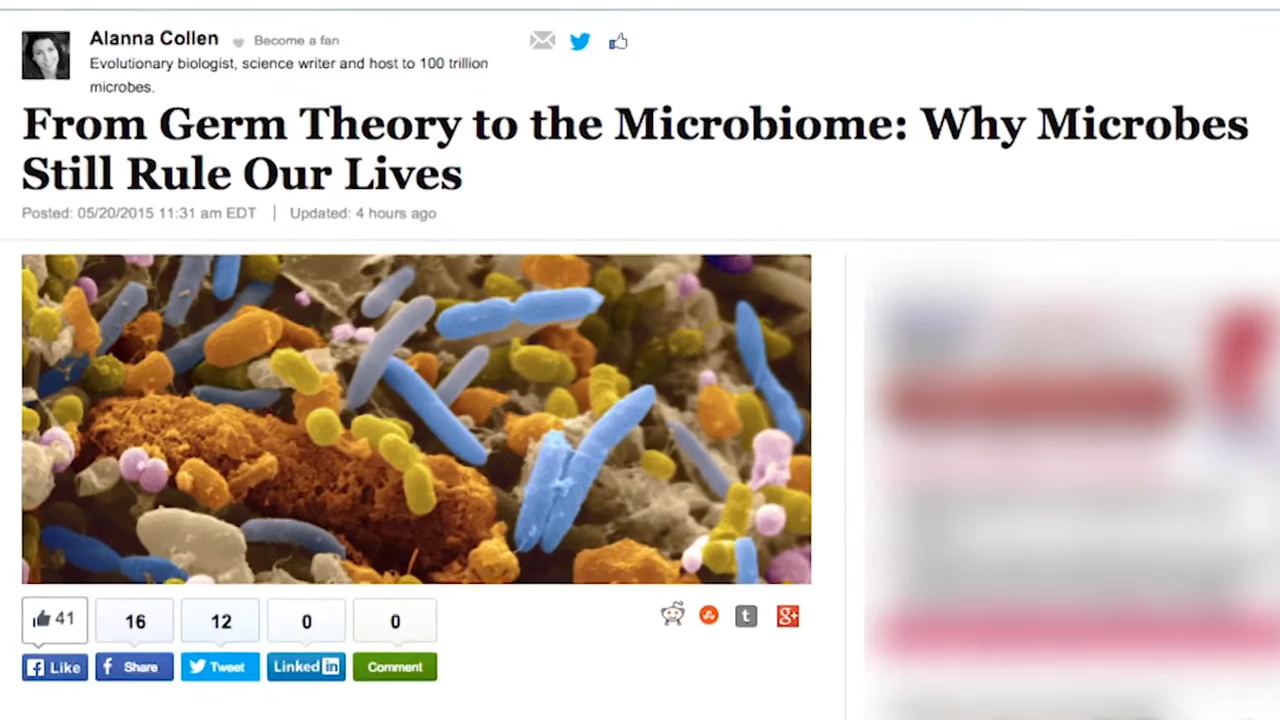 Alanna Collen Become a fan
Evolutionary biologist, science writer and host to 100 trillion
microbes.
From Germ Theory to the Microbiome: Why Microbes
Still Rule Our Lives
Posted: 05/20/2015 11:31 am EDT | Updated: 4 hours ago
41 16 12 0 0
f Like f Share Tweet Linked in Comment
t g+